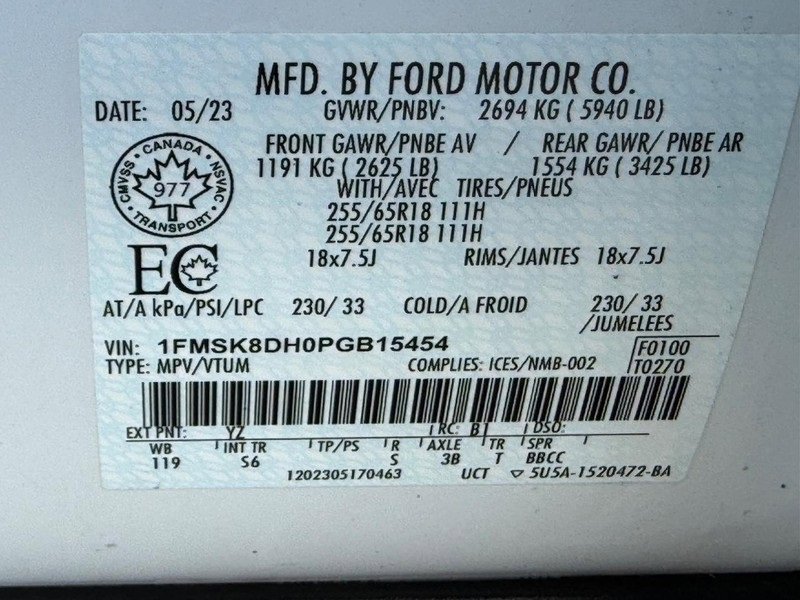 MFD. BY FORD MOTOR CO.
DATE: 05/23 GVWR/PNBV: 2694 KG ( 5940 LB)
FRONT GAWR/PNBE AV / REAR GAWR/ PNBE AR
1191 KG ( 2625 LB) 1554 KG ( 3425 LB)
WITH/AVEC TIRES/PNEUS
255/65R18 111H
255/65R18 111H
18x7.5J RIMS/JANTES 18x7.5J
CANADA
CMVSS 977 NSVAC
TRANSPORT
EC
AT/A kPa/PSI/LPC 230/ 33 COLD/A FROID 230/ 33
/JUMELEES
VIN: 1FMSK8DH0PGB15454 F0100
TYPE: MPV/VTUM COMPLIES: ICES/NMB-002 T0270
EXT PNT: YZ RC: B1 DSO:
WB INT TR TP/PS R AXLE TR SPR
119 S6 S 3B T BBCC
1202305170463 UCT ▽ 5U5A-1520472-BA